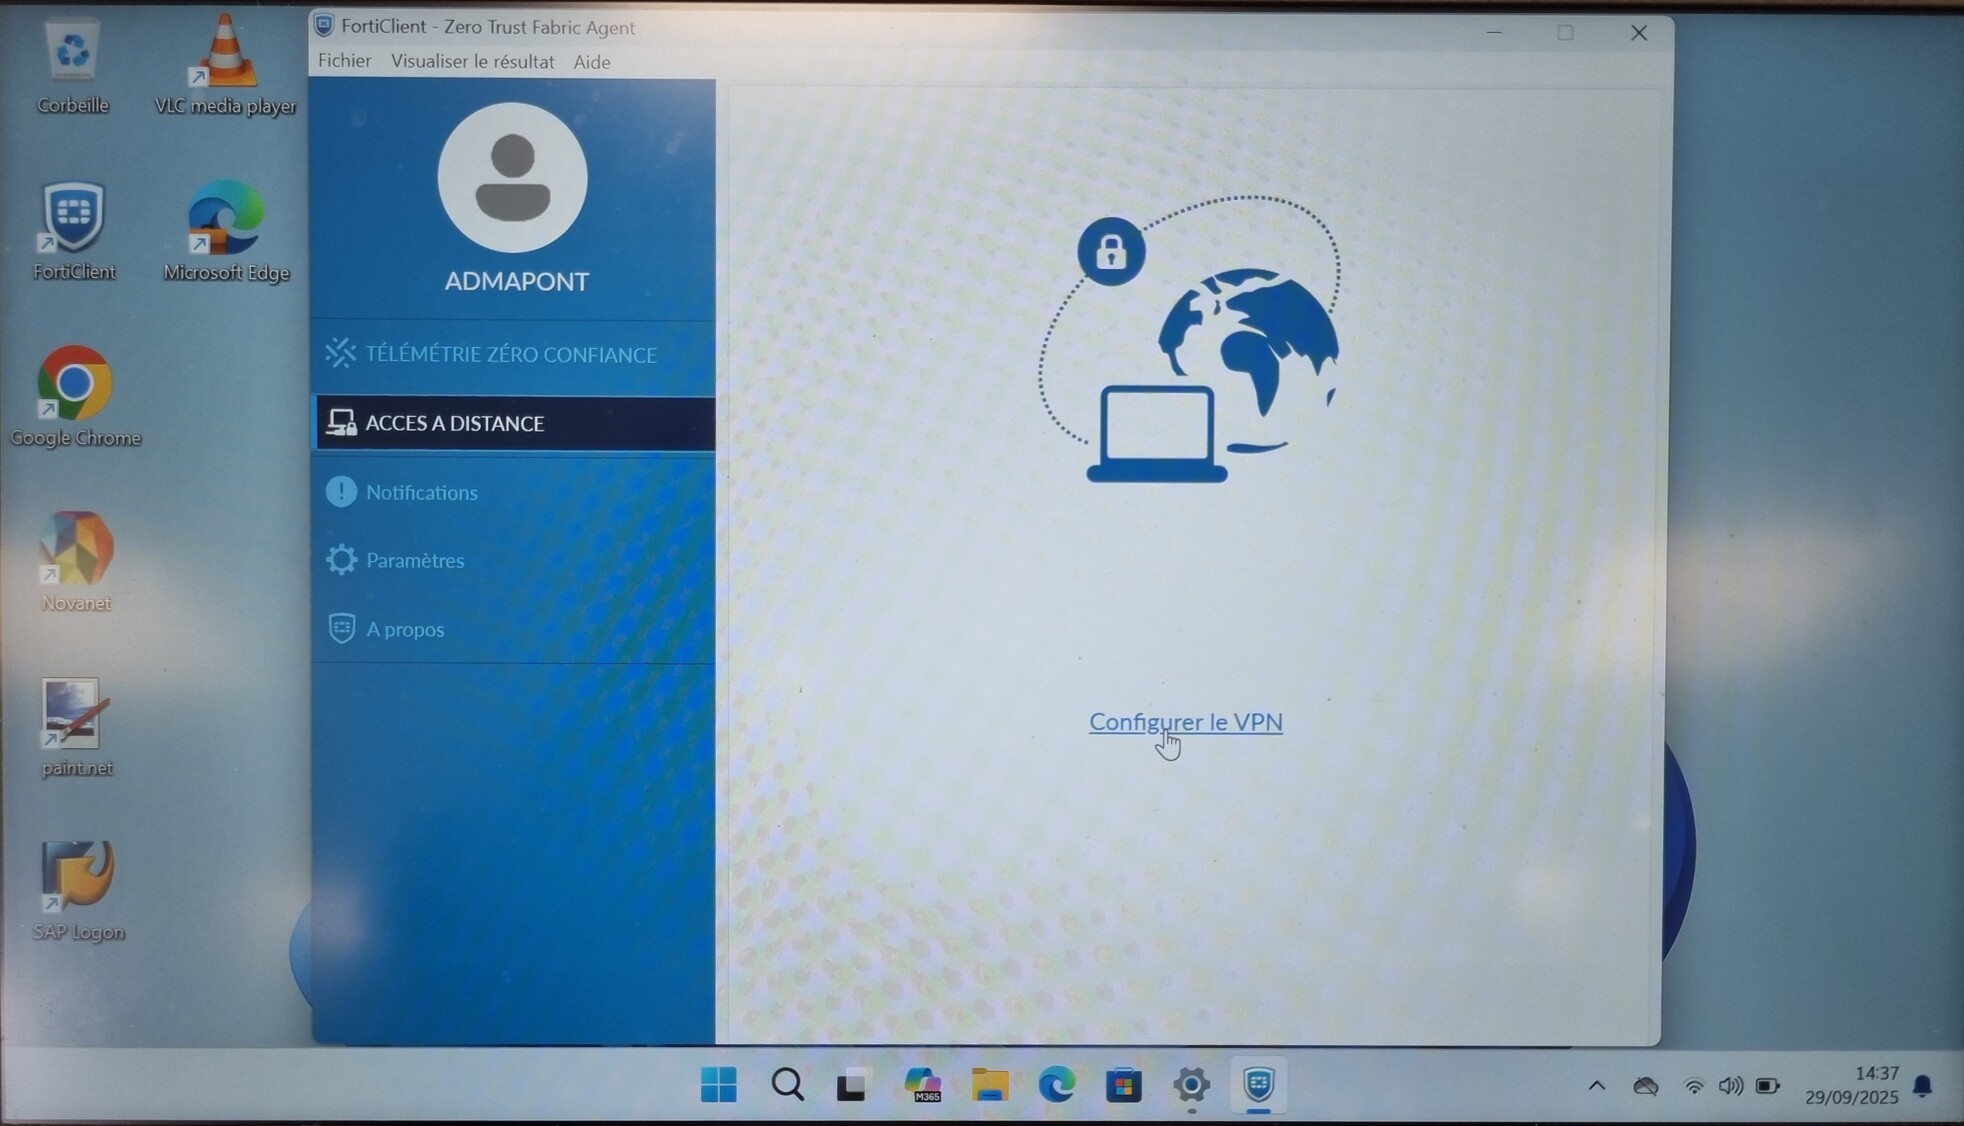 FortiClient - Zero Trust Fabric Agent
Fichier Visualiser le résultat Aide
Corbeille
VLC media player
FortiClient
Microsoft Edge
Google Chrome
Novanet
paint.net
SAP Logon
ADMAPONT
TÉLÉMÉTRIE ZÉRO CONFIANCE
ACCES A DISTANCE
Notifications
Paramètres
A propos
Configurer le VPN
M365
14:37
29/09/2025